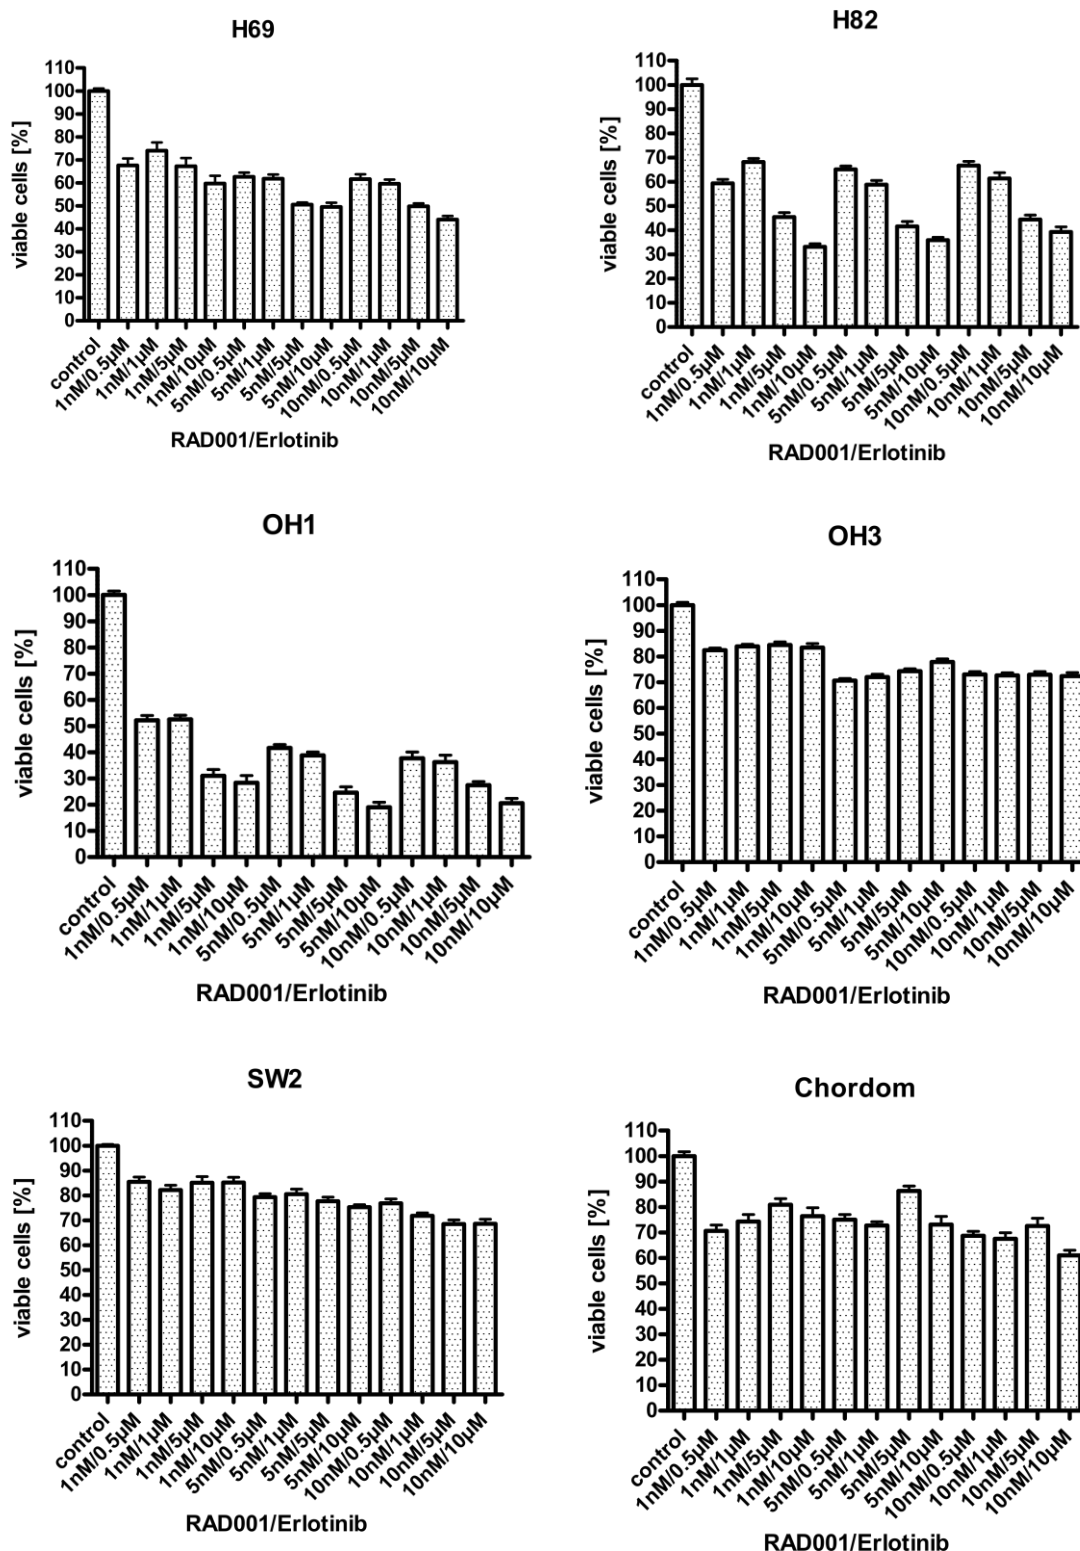 H69
viable cells [%]
110
100
90
80
70
60
50
40
30
20
10
0
control
1nM/0.5µM
1nM/1µM
1nM/5µM
1nM/10µM
5nM/0.5µM
5nM/1µM
5nM/5µM
5nM/10µM
10nM/0.5µM
10nM/1µM
10nM/5µM
10nM/10µM
RAD001/Erlotinib
H82
viable cells [%]
110
100
90
80
70
60
50
40
30
20
10
0
control
1nM/0.5µM
1nM/1µM
1nM/5µM
1nM/10µM
5nM/0.5µM
5nM/1µM
5nM/5µM
5nM/10µM
10nM/0.5µM
10nM/1µM
10nM/5µM
10nM/10µM
RAD001/Erlotinib
OH1
viable cells [%]
110
100
90
80
70
60
50
40
30
20
10
0
control
1nM/0.5µM
1nM/1µM
1nM/5µM
1nM/10µM
5nM/0.5µM
5nM/1µM
5nM/5µM
5nM/10µM
10nM/0.5µM
10nM/1µM
10nM/5µM
10nM/10µM
RAD001/Erlotinib
OH3
viable cells [%]
110
100
90
80
70
60
50
40
30
20
10
0
control
1nM/0.5µM
1nM/1µM
1nM/5µM
1nM/10µM
5nM/0.5µM
5nM/1µM
5nM/5µM
5nM/10µM
10nM/0.5µM
10nM/1µM
10nM/5µM
10nM/10µM
RAD001/Erlotinib
SW2
viable cells [%]
110
100
90
80
70
60
50
40
30
20
10
0
control
1nM/0.5µM
1nM/1µM
1nM/5µM
1nM/10µM
5nM/0.5µM
5nM/1µM
5nM/5µM
5nM/10µM
10nM/0.5µM
10nM/1µM
10nM/5µM
10nM/10µM
RAD001/Erlotinib
Chordom
viable cells [%]
110
100
90
80
70
60
50
40
30
20
10
0
control
1nM/0.5µM
1nM/1µM
1nM/5µM
1nM/10µM
5nM/0.5µM
5nM/1µM
5nM/5µM
5nM/10µM
10nM/0.5µM
10nM/1µM
10nM/5µM
10nM/10µM
RAD001/Erlotinib